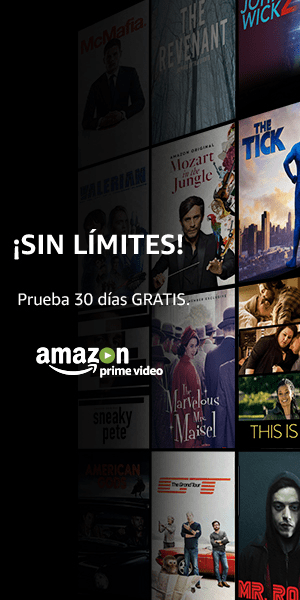 McMafia
THE
REVENANT
JOHN
WICK 2
VALERIAN
AMAZON ORIGINAL
Mozart
in the
Jungle
THE
TICK
¡SIN LÍMITES!
Prueba 30 días GRATIS.
amazon
prime video
The
Marvelous
Mrs.
Maisel
sneaky
pete
THIS IS
AMERICAN
The Grand Tour
MR. RO